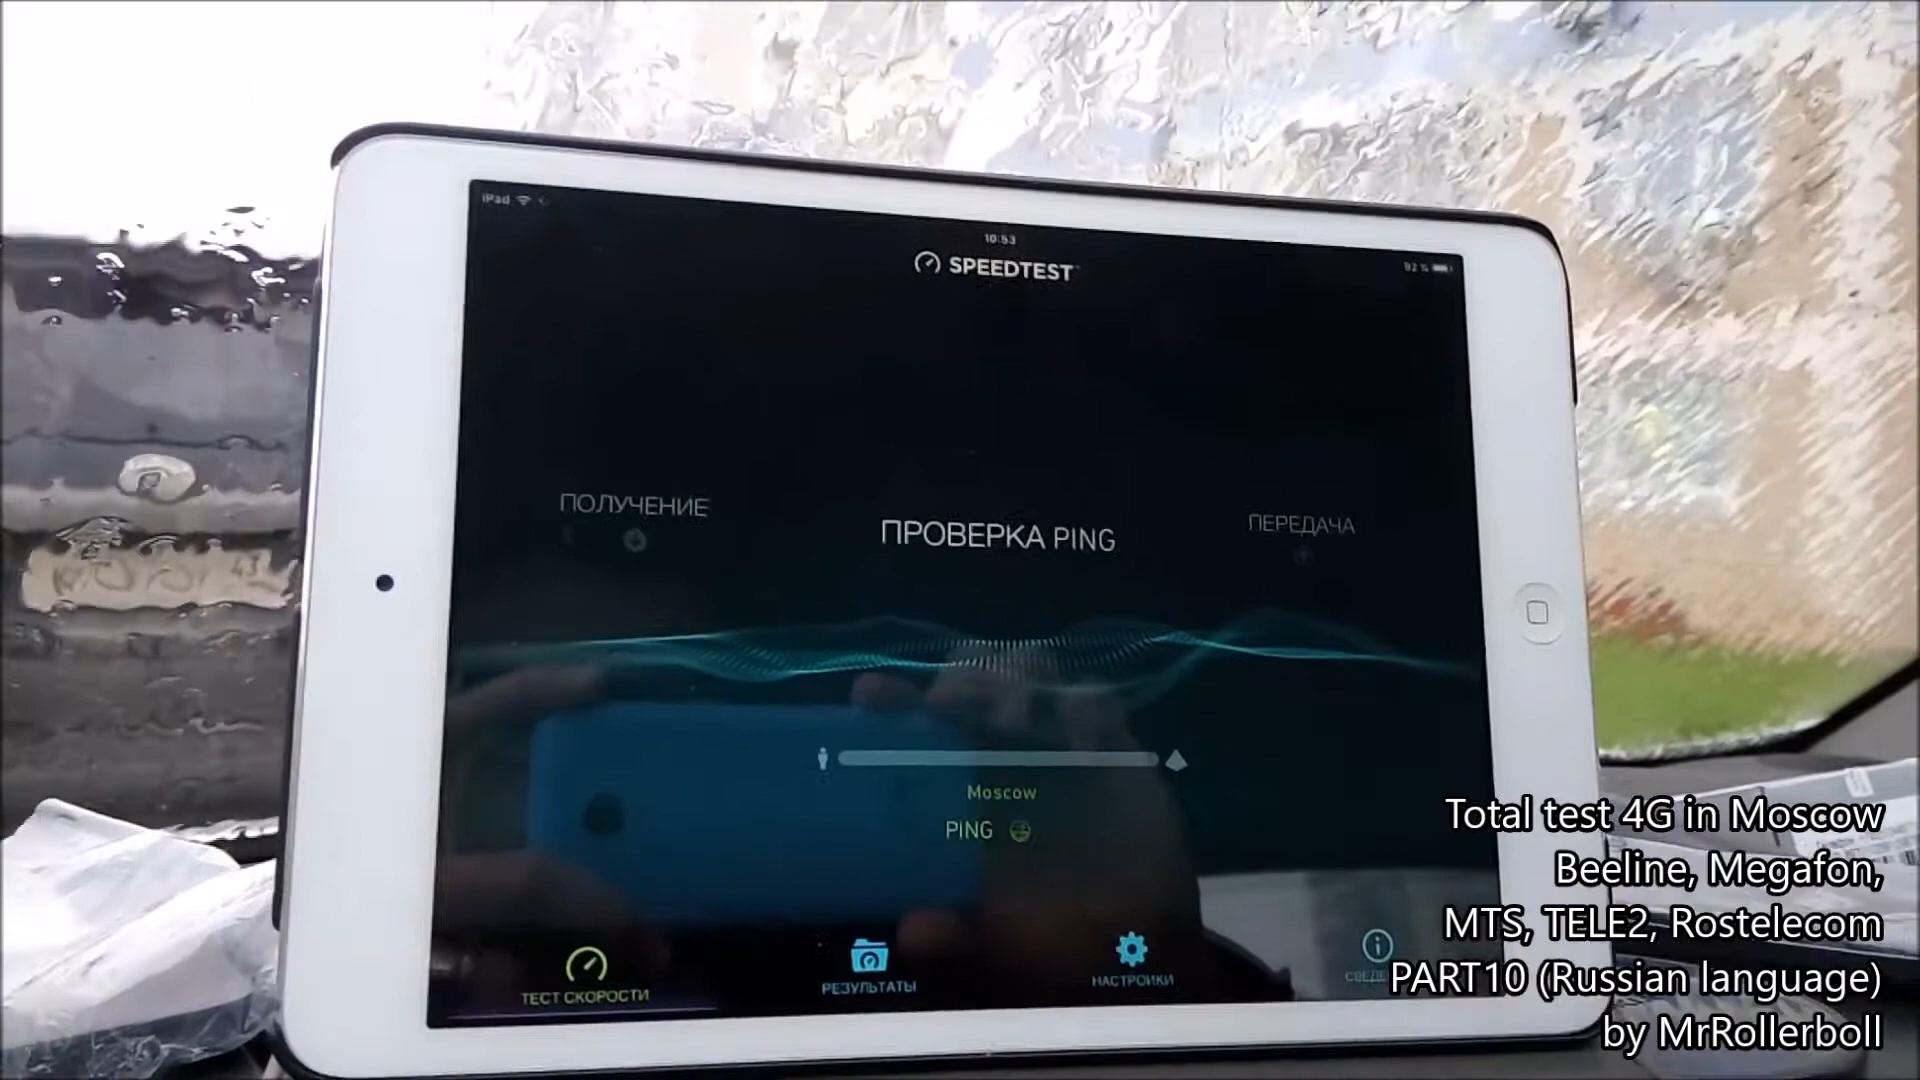 iPad
10:53
92 %
SPEEDTEST
ПОЛУЧЕНИЕ
ПРОВЕРКА PING
ПЕРЕДАЧА
Moscow
PING
ТЕСТ СКОРОСТИ
РЕЗУЛЬТАТЫ
НАСТРОЙКИ
Total test 4G in Moscow
Beeline, Megafon,
MTS, TELE2, Rostelecom
PART10 (Russian language)
by MrRollerboll